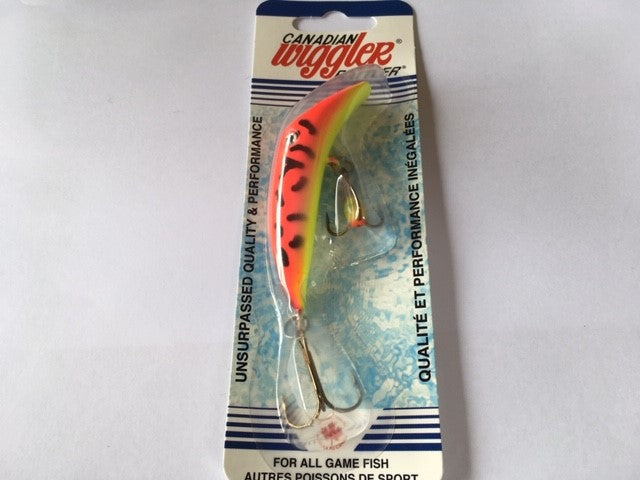 CANADIAN
Wiggler®
UNSURPASSED QUALITY & PERFORMANCE
QUALITÉ ET PERFORMANCE INÉGALÉES
FOR ALL GAME FISH
AUTRES POISSONS DE SPORT